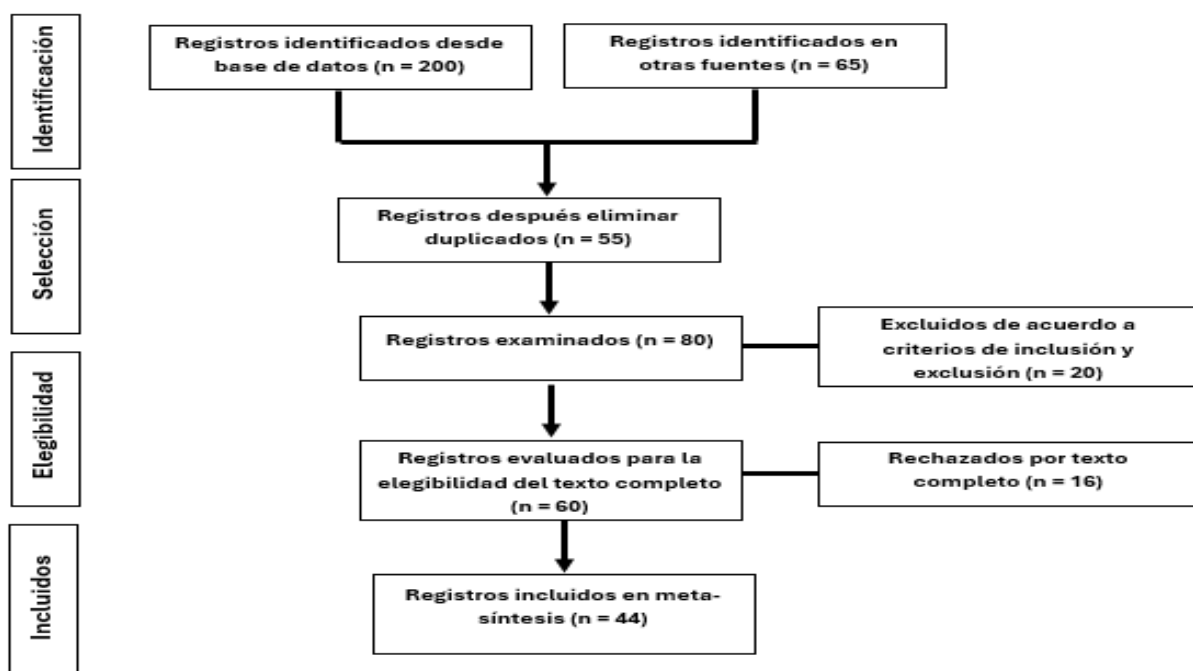 Identificación
Registros identificados desde
base de datos (n = 200)
Registros identificados en
otras fuentes (n = 65)
Selección
Registros después eliminar
duplicados (n = 55)
Registros examinados (n = 80)
Excluidos de acuerdo a
criterios de inclusión y
exclusión (n = 20)
Elegibilidad
Registros evaluados para la
elegibilidad del texto completo
(n = 60)
Rechazados por texto
completo (n = 16)
Incluidos
Registros incluidos en meta-
síntesis (n = 44)